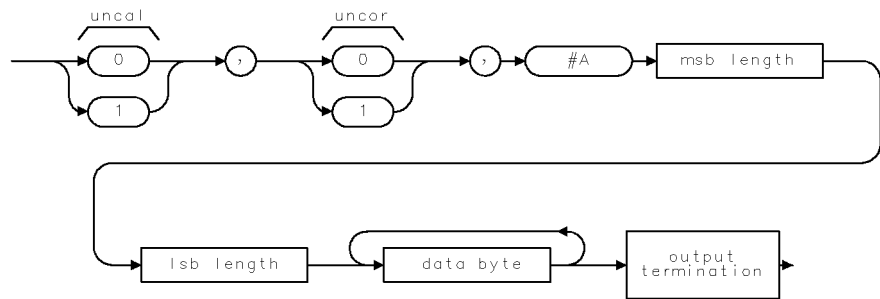 uncal
uncor
0
,
0
,
#A
msb length
1
1
lsb length
data byte
output
termination